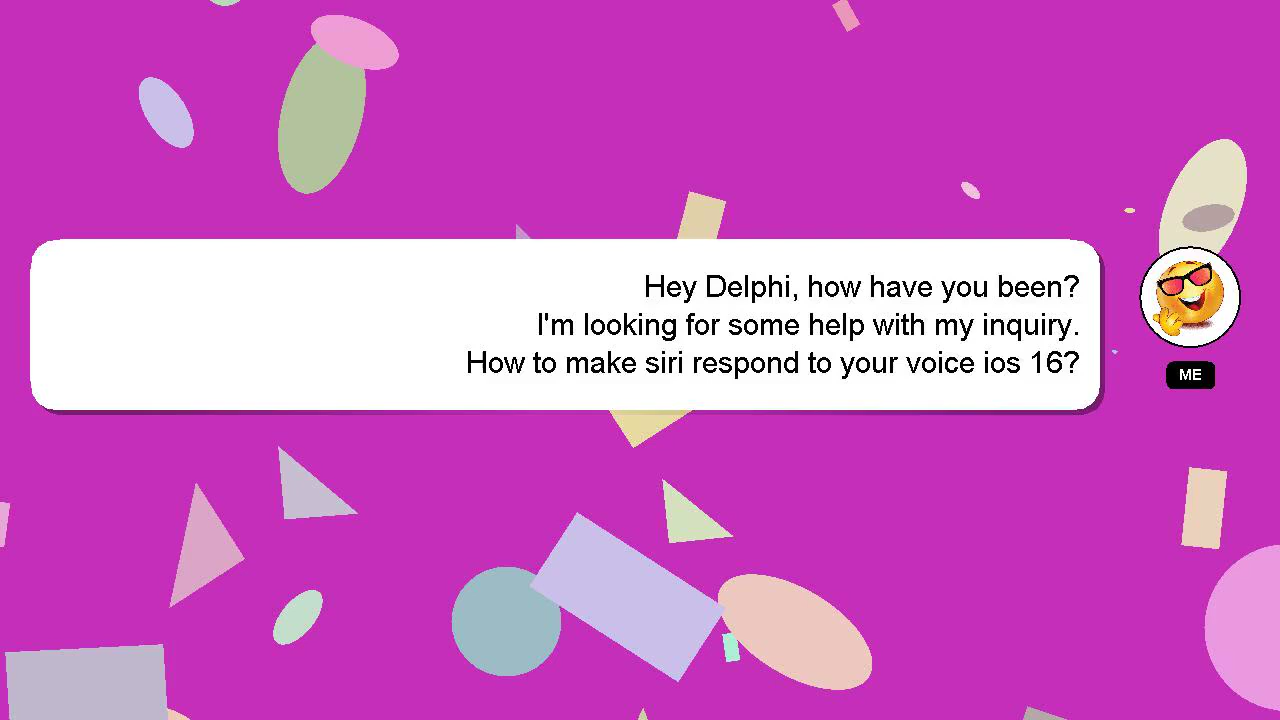 Hey Delphi, how have you been?
I'm looking for some help with my inquiry.
How to make siri respond to your voice ios 16?
ME